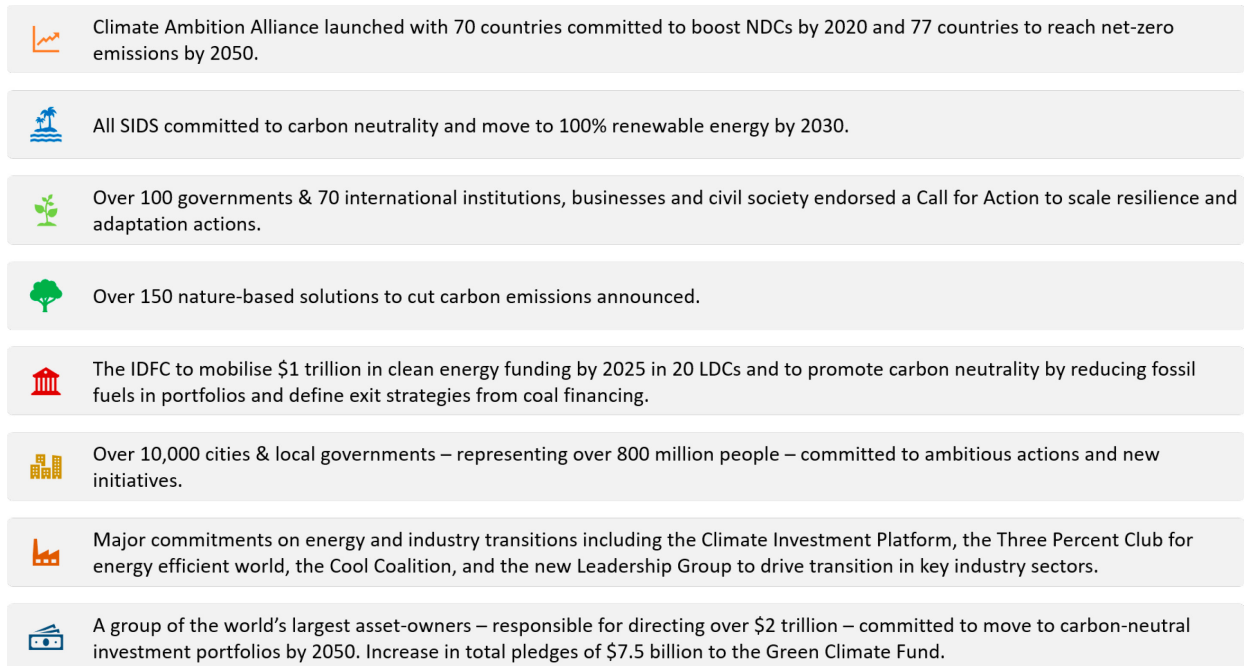 Climate Ambition Alliance launched with 70 countries committed to boost NDCs by 2020 and 77 countries to reach net-zero
emissions by 2050.
All SIDS committed to carbon neutrality and move to 100% renewable energy by 2030.
Over 100 governments & 70 international institutions, businesses and civil society endorsed a Call for Action to scale resilience and
adaptation actions.
Over 150 nature-based solutions to cut carbon emissions announced.
The IDFC to mobilise $1 trillion in clean energy funding by 2025 in 20 LDCs and to promote carbon neutrality by reducing fossil
fuels in portfolios and define exit strategies from coal financing.
Over 10,000 cities & local governments – representing over 800 million people – committed to ambitious actions and new
initiatives.
Major commitments on energy and industry transitions including the Climate Investment Platform, the Three Percent Club for
energy efficient world, the Cool Coalition, and the new Leadership Group to drive transition in key industry sectors.
A group of the world’s largest asset-owners – responsible for directing over $2 trillion – committed to move to carbon-neutral
investment portfolios by 2050. Increase in total pledges of $7.5 billion to the Green Climate Fund.